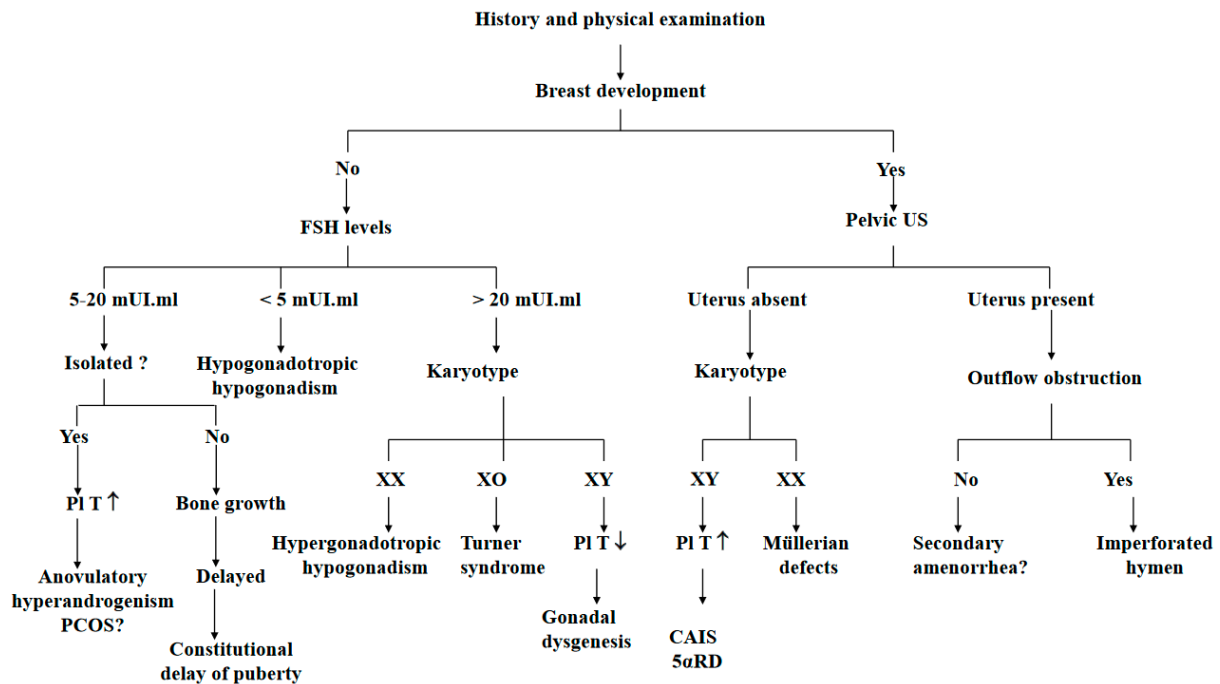 History and physical examination
Breast development
No
Yes
FSH levels
Pelvic US
5-20 mUI.ml
< 5 mUI.ml
> 20 mUI.ml
Uterus absent
Uterus present
Isolated ?
Hypogonadotropic
hypogonadism
Karyotype
Karyotype
Outflow obstruction
Yes
No
XX
XO
XY
XY
XX
No
Yes
Pl T ↑
Bone growth
Hypergonadotropic
hypogonadism
Turner
syndrome
Pl T ↓
Pl T ↑
Müllerian
defects
Secondary
amenorrhea?
Imperforated
hymen
Anovulatory
hyperandrogenism
PCOS?
Delayed
Gonadal
dysgenesis
CAIS
5αRD
Constitutional
delay of puberty